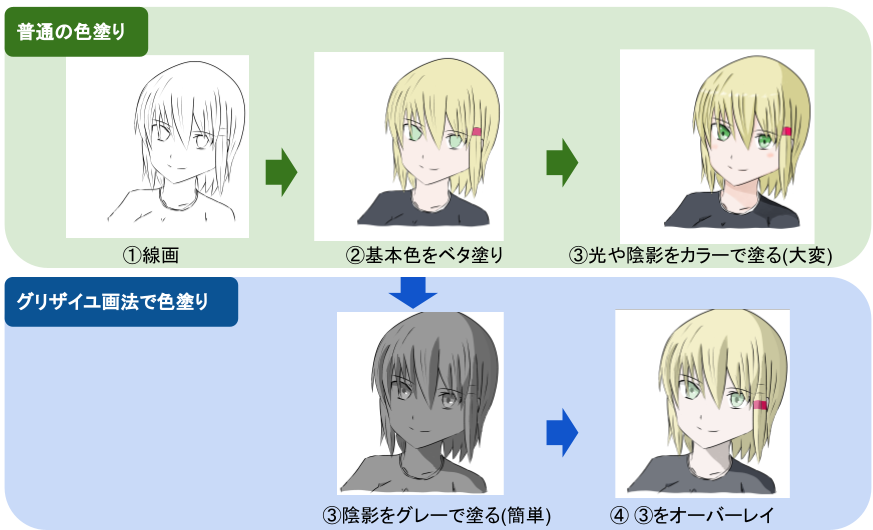 普通の色塗り
①線画
②基本色をベタ塗り
③光や陰影をカラーで塗る(大変)
グリザイユ画法で色塗り
③陰影をグレーで塗る(簡単)
④ ③をオーバーレイ